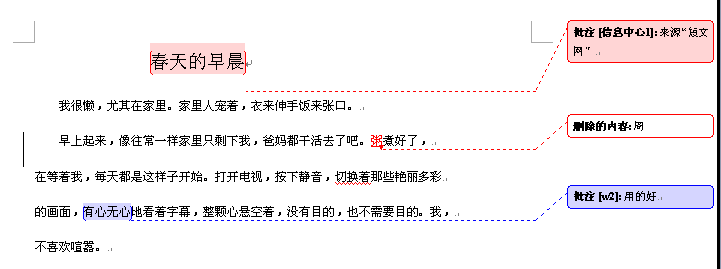 春天的早晨
我很懒，尤其在家里。家里人宠着，衣来伸手饭来张口。
早上起来，像往常一样家里只剩下我，爸妈都干活去了吧。粥煮好了，
在等着我，每天都是这样子开始。打开电视，按下静音，切换着那些艳丽多彩
的画面，有心无心地看着字幕，整颗心悬空着，没有目的，也不需要目的。我，
不喜欢喧嚣。
批注 [信息中心1]: 来源“颍文
网”
删除的内容: 周
批注 [w2]: 用的好